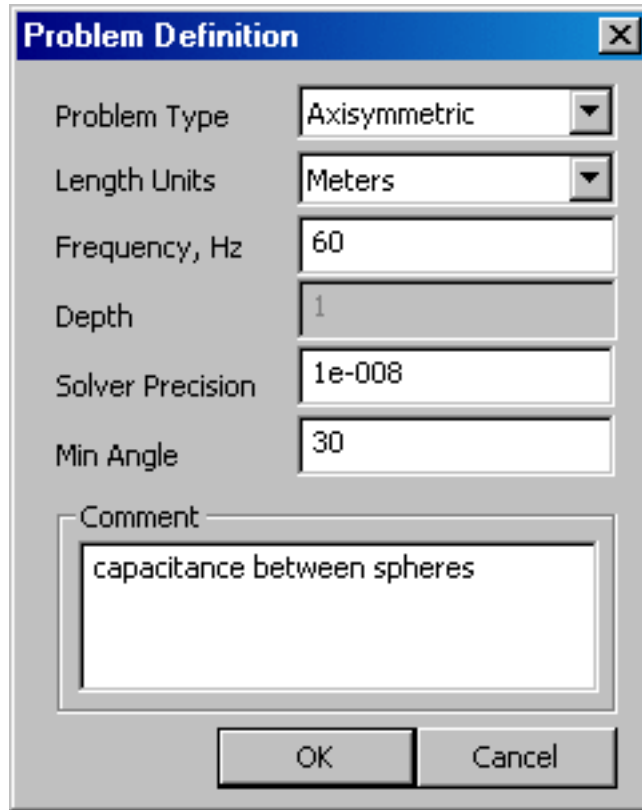 Problem Definition
Problem Type Axisymmetric
Length Units Meters
Frequency, Hz 60
Depth 1
Solver Precision 1e-008
Min Angle 30
Comment
capacitance between spheres
OK Cancel